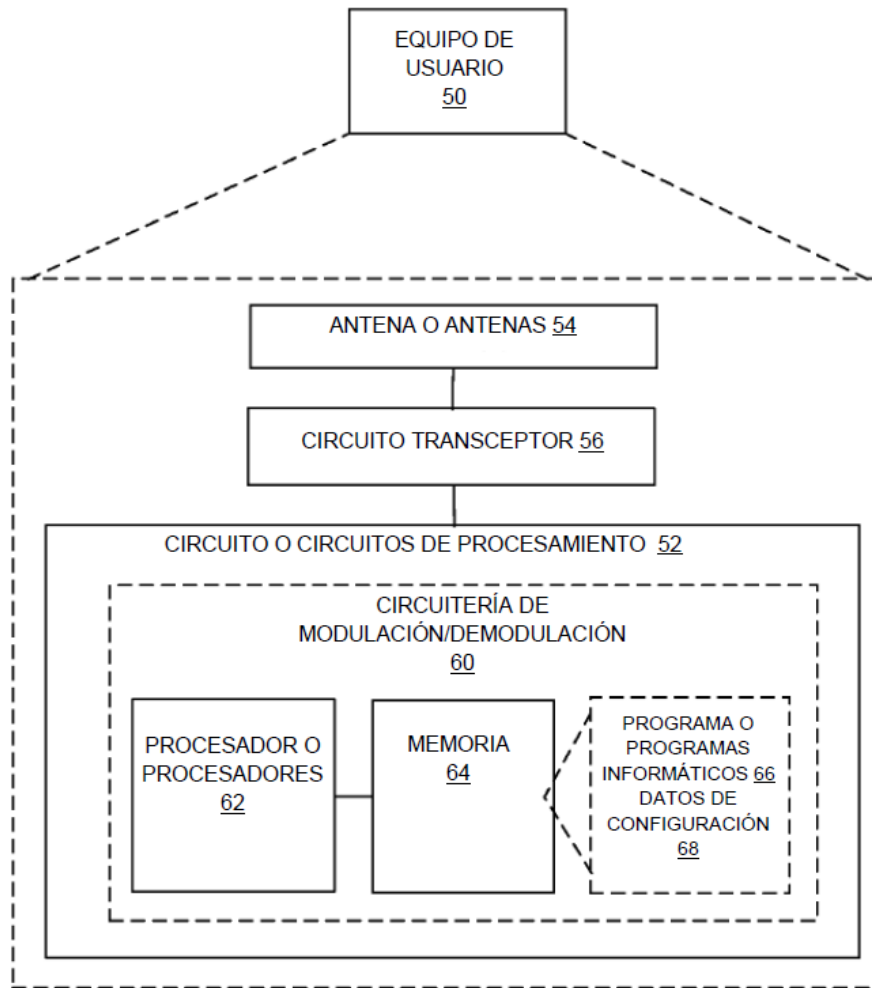 EQUIPO DE
USUARIO
50
ANTENA O ANTENAS 54
CIRCUITO TRANSCEPTOR 56
CIRCUITO O CIRCUITOS DE PROCESAMIENTO 52
CIRCUITERÍA DE
MODULACIÓN/DEMODULACIÓN
60
PROCESADOR O
PROCESADORES
62
MEMORIA
64
PROGRAMA O
PROGRAMAS
INFORMÁTICOS 66
DATOS DE
CONFIGURACIÓN
68